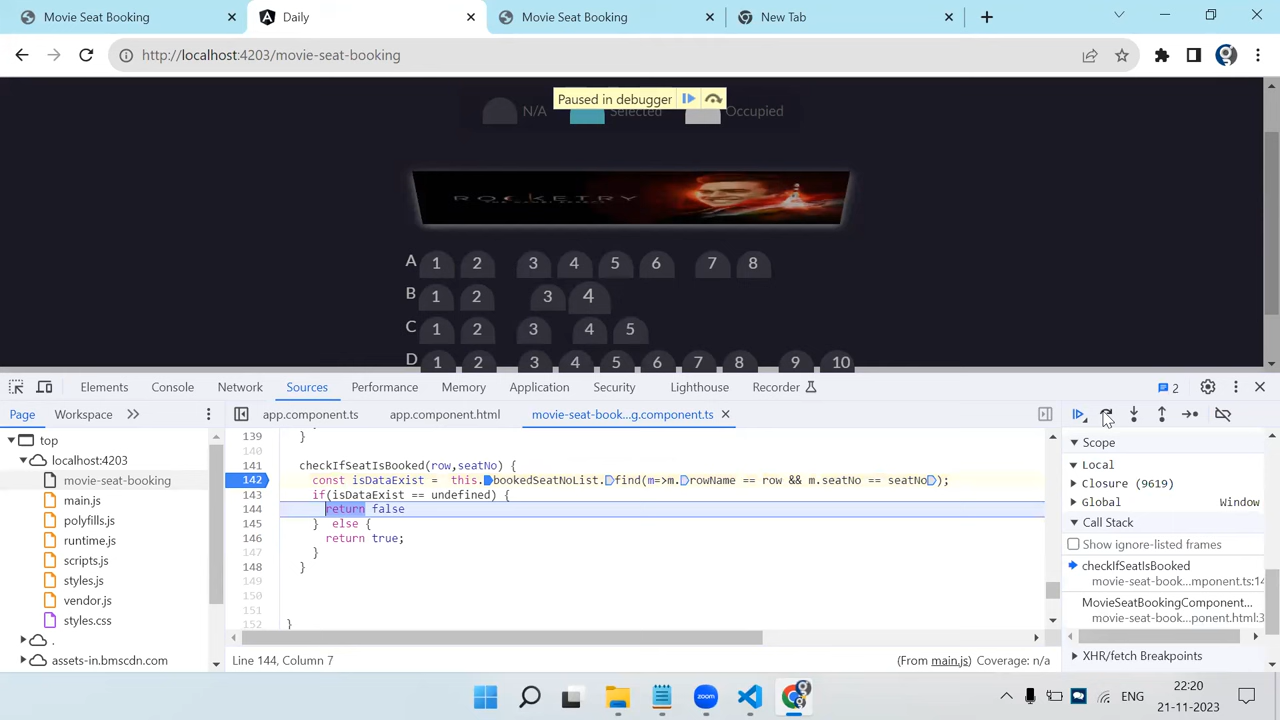 Movie Seat Booking
Daily
Movie Seat Booking
New Tab
http://localhost:4203/movie-seat-booking
Paused in debugger
N/A
Selected
Occupied
ROCKETRY
A 1 2 3 4 5 6 7 8
B 1 2 3 4
C 1 2 3 4 5
D 1 2 3 4 5 6 7 8 9 10
Elements Console Network Sources Performance Memory Application Security Lighthouse Recorder 2
Page Workspace
app.component.ts app.component.html movie-seat-book...g.component.ts
top
localhost:4203
movie-seat-booking
main.js
polyfills.js
runtime.js
scripts.js
styles.js
vendor.js
styles.css
.
assets-in.bmscdn.com
139 }
140
141 checkIfSeatIsBooked(row,seatNo) {
142 const isDataExist = this.bookedSeatNoList.find(m=>m.rowName == row && m.seatNo == seatNo);
143 if(isDataExist == undefined) {
144 return false
145 } else {
146 return true;
147 }
148 }
149
150
151
152 }
Line 144, Column 7
(From main.js) Coverage: n/a
Scope
Local
Closure (9619)
Global Window
Call Stack
Show ignore-listed frames
checkIfSeatIsBooked
movie-seat-book...mponent.ts:14
MovieSeatBookingComponent...
movie-seat-book...ponent.html:3
XHR/fetch Breakpoints
ENG
22:20
21-11-2023